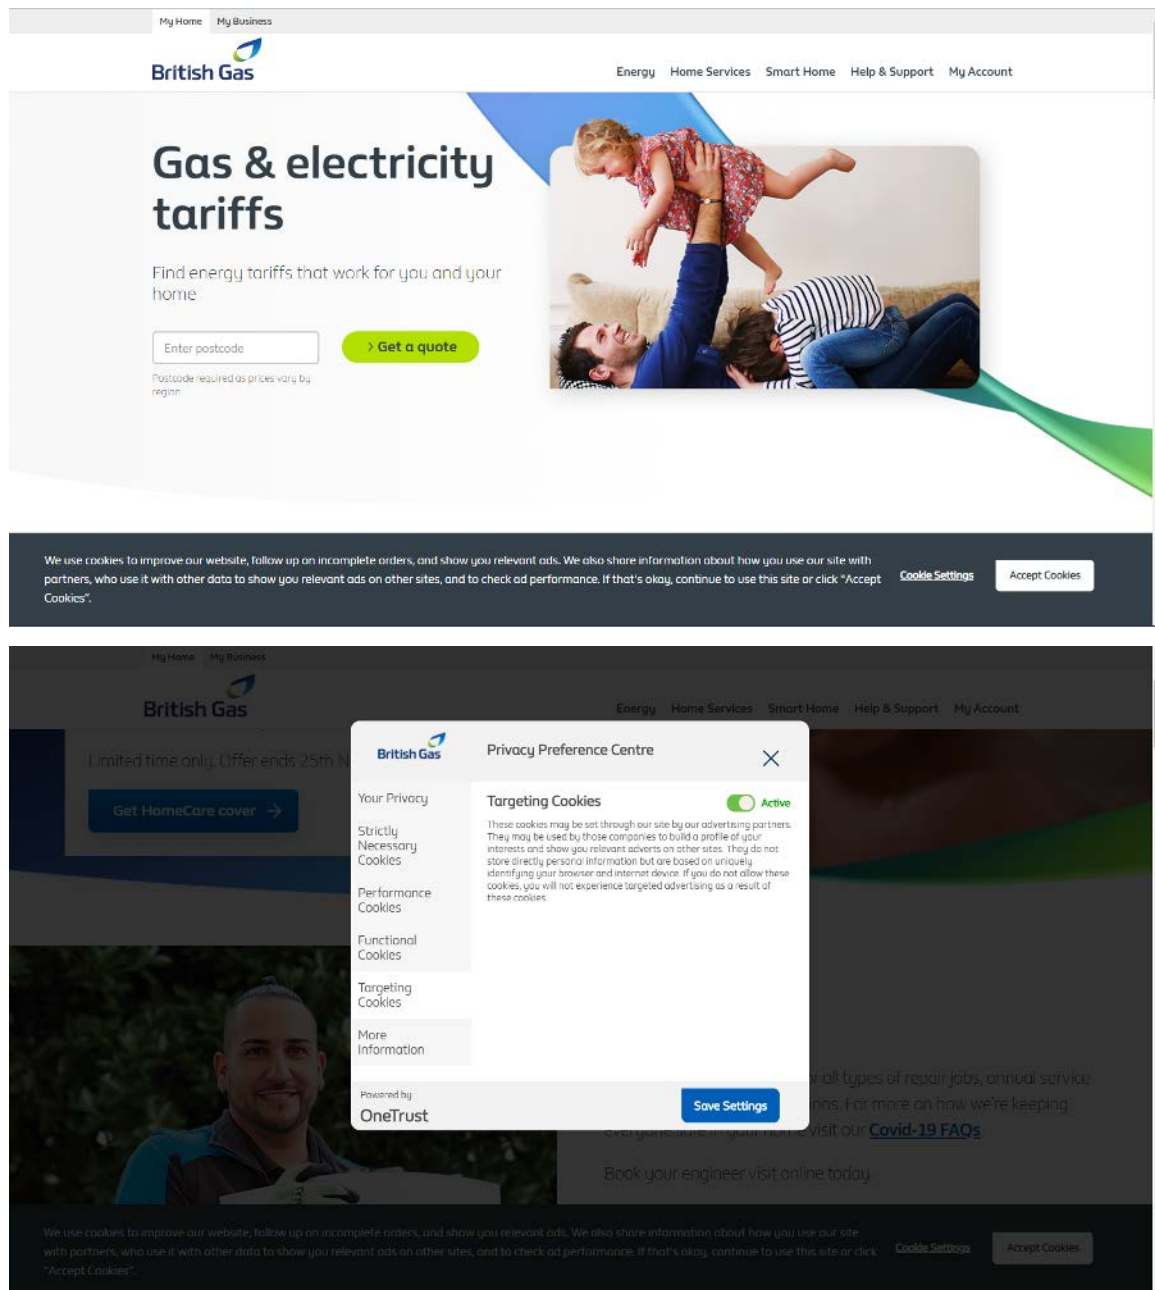 My Home My Business
British Gas
Energy Home Services Smart Home Help & Support My Account
Gas & electricity
tariffs
Find energy tariffs that work for you and your
home
Enter postcode
> Get a quote
Postcode required as prices vary by
region
We use cookies to improve our website, follow up on incomplete orders, and show you relevant ads. We also share information about how you use our site with
partners, who use it with other data to show you relevant ads on other sites, and to check ad performance. If that's okay, continue to use this site or click "Accept
Cookies".
Cookie Settings
Accept Cookies
My Home My Business
British Gas
Energy Home Services Smart Home Help & Support My Account
Limited time only. Offer ends 25th N
Get HomeCare cover →
British Gas
Privacy Preference Centre
Your Privacy
Strictly
Necessary
Cookies
Performance
Cookies
Functional
Cookies
Targeting
Cookies
More
Information
Targeting Cookies
Active
These cookies may be set through our site by our advertising partners.
They may be used by those companies to build a profile of your
interests and show you relevant adverts on other sites. They do not
store directly personal information but are based on uniquely
identifying your browser and internet device. If you do not allow these
cookies, you will not experience targeted advertising as a result of
these cookies.
Powered by
OneTrust
Save Settings
all types of repair jobs, annual service
For more on how we're keeping
everyone safe in your home visit our Covid-19 FAQs
Book your engineer visit online today.
We use cookies to improve our website, follow up on incomplete orders, and show you relevant ads. We also share information about how you use our site
with partners, who use it with other data to show you relevant ads on other sites, and to check ad performance. If that's okay, continue to use this site or click
"Accept Cookies".
Cookie Settings
Accept Cookies